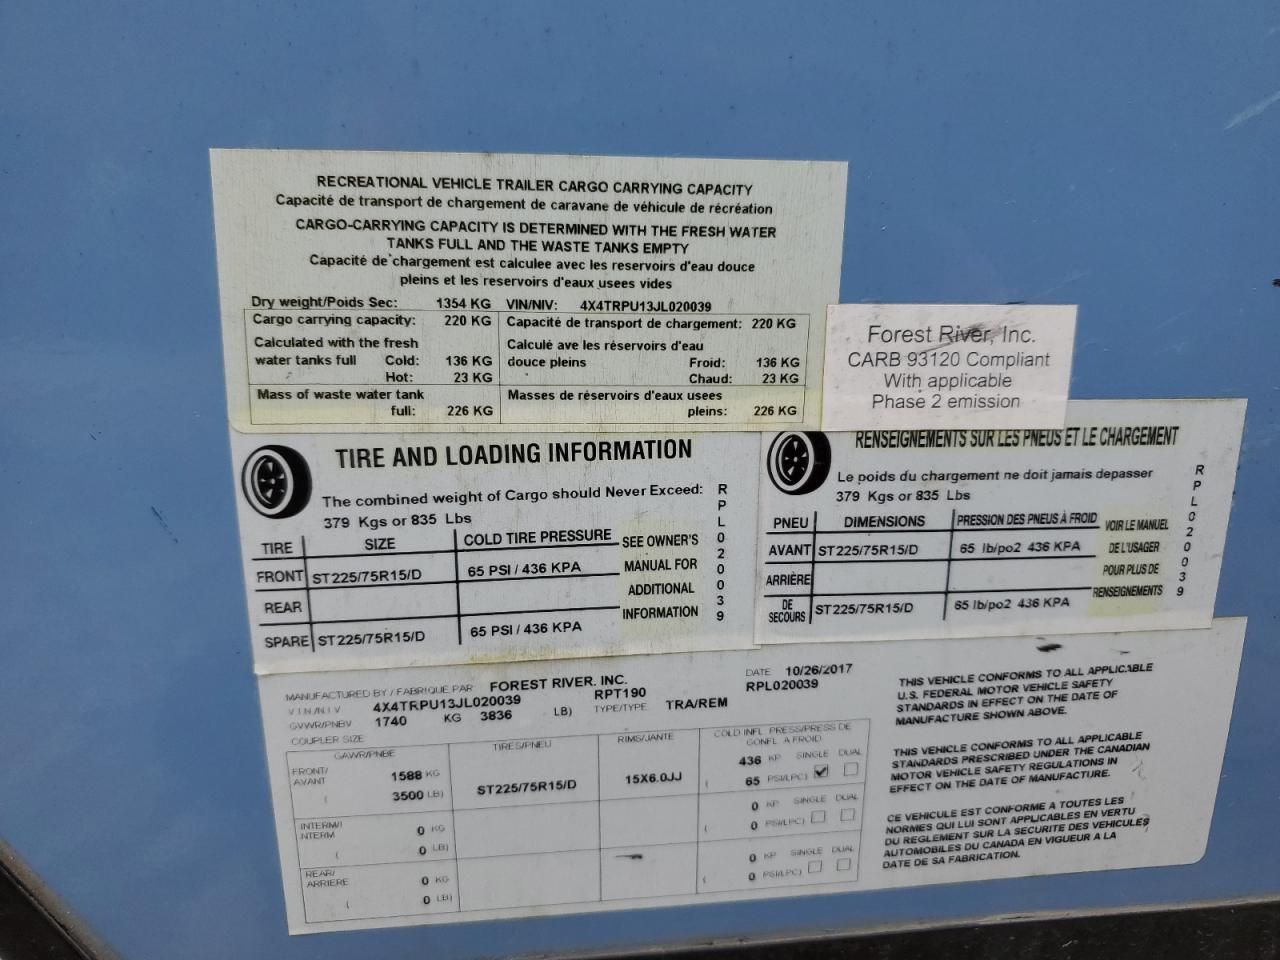 RECREATIONAL VEHICLE TRAILER CARGO CARRYING CAPACITY
Capacité de transport de chargement de caravane de véhicule de récréation
CARGO-CARRYING CAPACITY IS DETERMINED WITH THE FRESH WATER
TANKS FULL AND THE WASTE TANKS EMPTY
Capacité de chargement est calculee avec les reservoirs d'eau douce
pleins et les reservoirs d'eaux usees vides
Dry weight/Poids Sec: 1354 KG VIN/NIV: 4X4TRPU13JL020039
Cargo carrying capacity: 220 KG Capacité de transport de chargement: 220 KG
Calculated with the fresh Calculé ave les réservoirs d'eau
water tanks full Cold: 136 KG douce pleins Froid: 136 KG
Hot: 23 KG Chaud: 23 KG
Mass of waste water tank Masses de réservoirs d'eaux usees
full: 226 KG pleins: 226 KG
Forest River, Inc.
CARB 93120 Compliant
With applicable
Phase 2 emission
TIRE AND LOADING INFORMATION
The combined weight of Cargo should Never Exceed:
379 Kgs or 835 Lbs
TIRE SIZE COLD TIRE PRESSURE
FRONT ST225/75R15/D 65 PSI / 436 KPA
REAR
SPARE ST225/75R15/D 65 PSI / 436 KPA
SEE OWNER'S
MANUAL FOR
ADDITIONAL
INFORMATION
RPL020039
RENSEIGNEMENTS SUR LES PNEUS ET LE CHARGEMENT
Le poids du chargement ne doit jamais depasser
379 Kgs or 835 Lbs
PNEU DIMENSIONS PRESSION DES PNEUS À FROID
AVANT ST225/75R15/D 65 lb/po2 436 KPA
ARRIÈRE
DE
SECOURS ST225/75R15/D 65 lb/po2 436 KPA
VOIR LE MANUEL
DE L'USAGER
POUR PLUS DE
RENSEIGNEMENTS
RPL020039
MANUFACTURED BY / FABRIQUE PAR FOREST RIVER, INC. DATE 10/26/2017
VIN/NIV 4X4TRPU13JL020039 RPT190 RPL020039
GVWR/PNBV 1740 KG 3836 LB) TYPE/TYPE TRA/REM
COUPLER SIZE
GAWR/PNBE TIRES/PNEU RIMS/JANTE COLD INFL PRESS/PRESS DE
GONFL A FROID
FRONT/
AVANT 1588 KG ST225/75R15/D 15X6.0JJ 436 KP SINGLE DUAL
( 3500 LB) ( 65 PSI/LPC)
INTERM/I
NTERM 0 KG 0 KP SINGLE DUAL
( 0 LB) ( 0 PSI/LPC)
REAR/
ARRIERE 0 KG 0 KP SINGLE DUAL
( 0 LB) ( 0 PSI/LPC)
THIS VEHICLE CONFORMS TO ALL APPLICABLE
U.S. FEDERAL MOTOR VEHICLE SAFETY
STANDARDS IN EFFECT ON THE DATE OF
MANUFACTURE SHOWN ABOVE.
THIS VEHICLE CONFORMS TO ALL APPLICABLE
STANDARDS PRESCRIBED UNDER THE CANADIAN
MOTOR VEHICLE SAFETY REGULATIONS IN
EFFECT ON THE DATE OF MANUFACTURE.
CE VEHICULE EST CONFORME A TOUTES LES
NORMES QUI LUI SONT APPLICABLES EN VERTU
DU REGLEMENT SUR LA SECURITE DES VEHICULES
AUTOMOBILES DU CANADA EN VIGUEUR A LA
DATE DE SA FABRICATION.